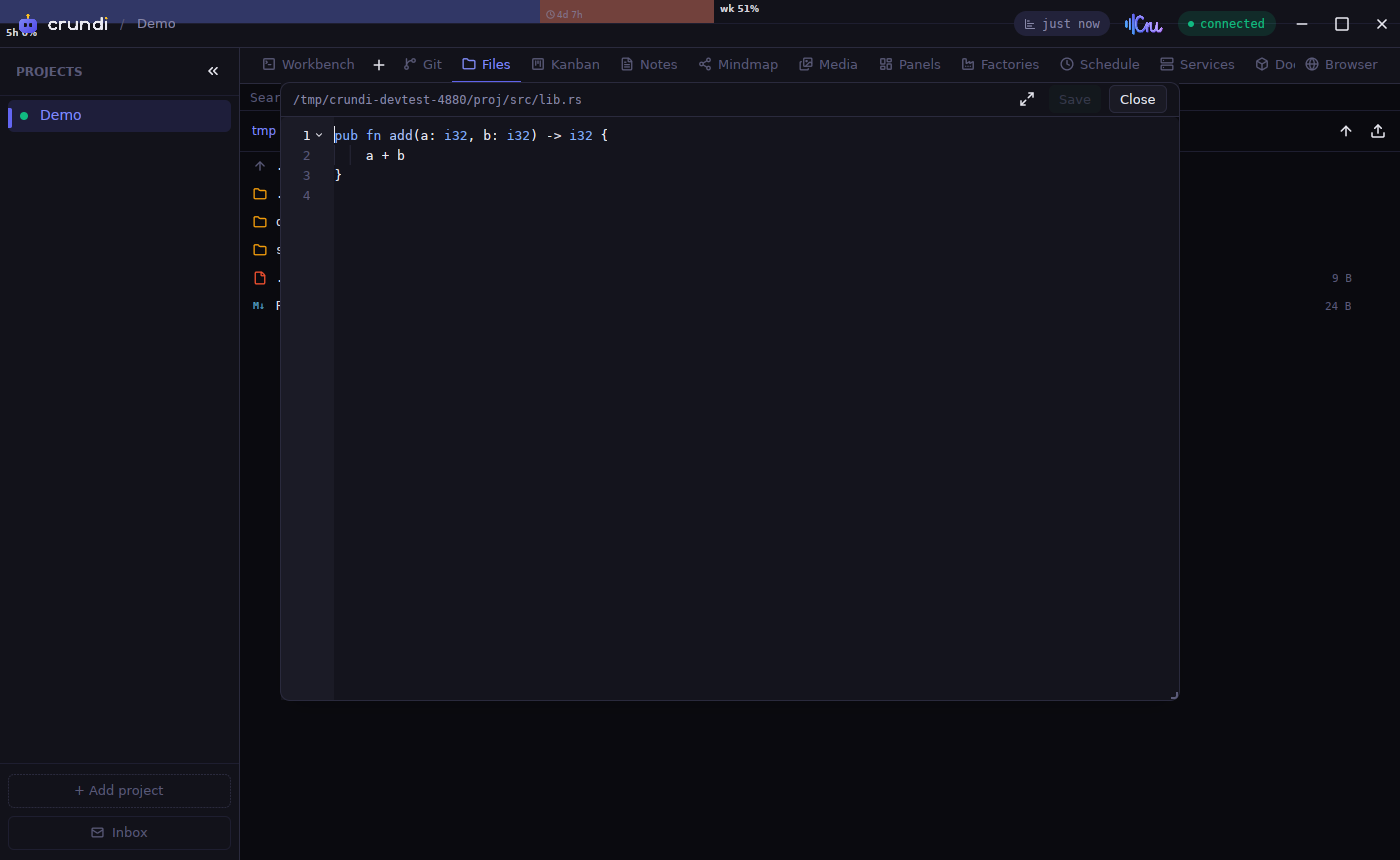 4d 7h
wk 51%
crundi / Demo
just now
Cru
connected
PROJECTS
Workbench
Git
Files
Kanban
Notes
Mindmap
Media
Panels
Factories
Schedule
Services
Browser
/tmp/crundi-devtest-4880/proj/src/lib.rs
Save
Close
Demo
tmp
1 pub fn add(a: i32, b: i32) -> i32 {
2 a + b
3 }
4
9 B
M↓
24 B
+ Add project
Inbox